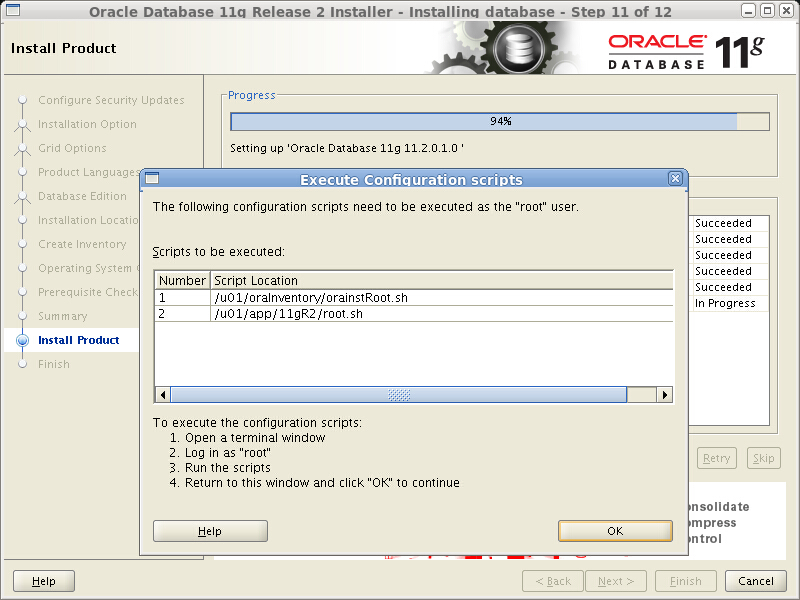 Oracle Database 11g Release 2 Installer - Installing database - Step 11 of 12
Install Product
ORACLE
DATABASE
11g
Configure Security Updates
Installation Option
Grid Options
Product Languages
Database Edition
Installation Locatio
Create Inventory
Operating System
Prerequisite Check
Summary
Install Product
Finish
Progress
94%
Setting up 'Oracle Database 11g 11.2.0.1.0 '
Succeeded
Succeeded
Succeeded
Succeeded
Succeeded
In Progress
Execute Configuration scripts
The following configuration scripts need to be executed as the "root" user.
Scripts to be executed:
Number Script Location
1 /u01/oraInventory/orainstRoot.sh
2 /u01/app/11gR2/root.sh
To execute the configuration scripts:
1. Open a terminal window
2. Log in as "root"
3. Run the scripts
4. Return to this window and click "OK" to continue
Help
OK
Retry
Skip
onsolidate
ompress
ontrol
Help
< Back
Next >
Finish
Cancel